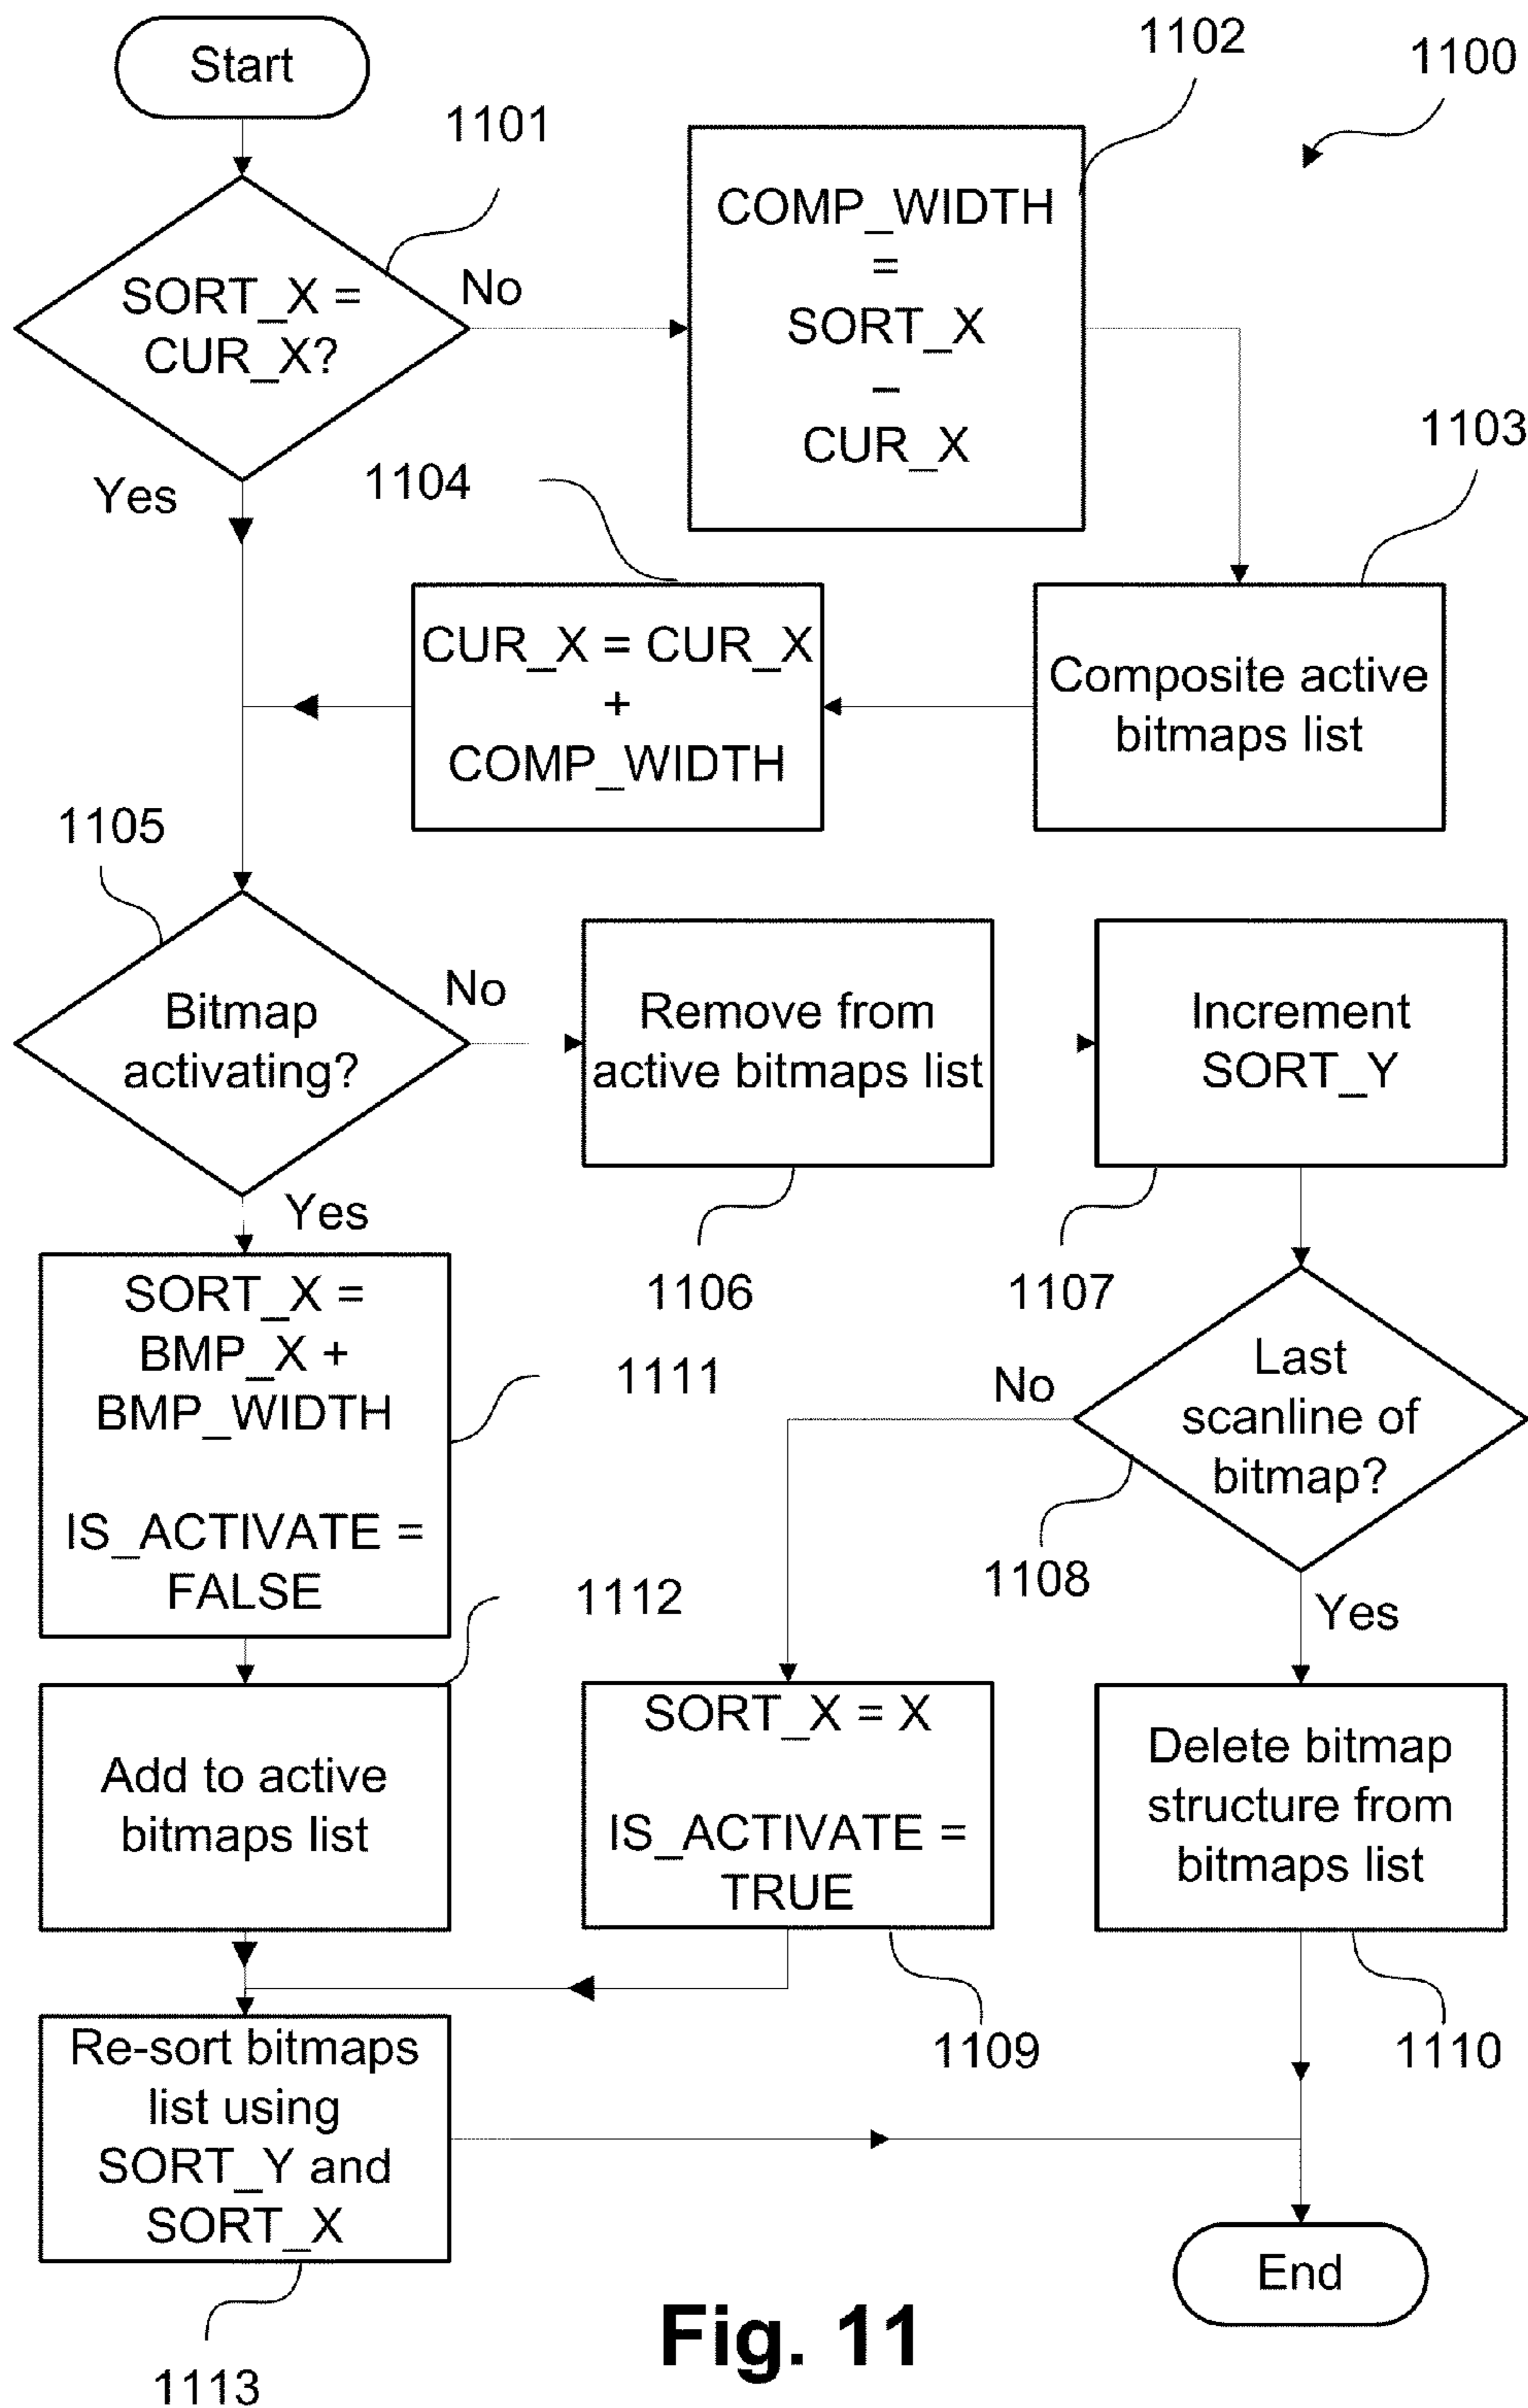 Start
1101
1102
1100
SORT_X =
CUR_X?
No
Yes
COMP_WIDTH
=
SORT_X
–
CUR_X
1103
1104
CUR_X = CUR_X
+
COMP_WIDTH
Composite active
bitmaps list
1105
Bitmap
activating?
No
Yes
Remove from
active bitmaps list
1106
Increment
SORT_Y
1107
SORT_X =
BMP_X +
BMP_WIDTH
IS_ACTIVATE =
FALSE
1111
Last
scanline of
bitmap?
No
Yes
1108
1112
Add to active
bitmaps list
SORT_X = X
IS_ACTIVATE =
TRUE
1109
Delete bitmap
structure from
bitmaps list
1110
Re-sort bitmaps
list using
SORT_Y and
SORT_X
1113
End
Fig. 11